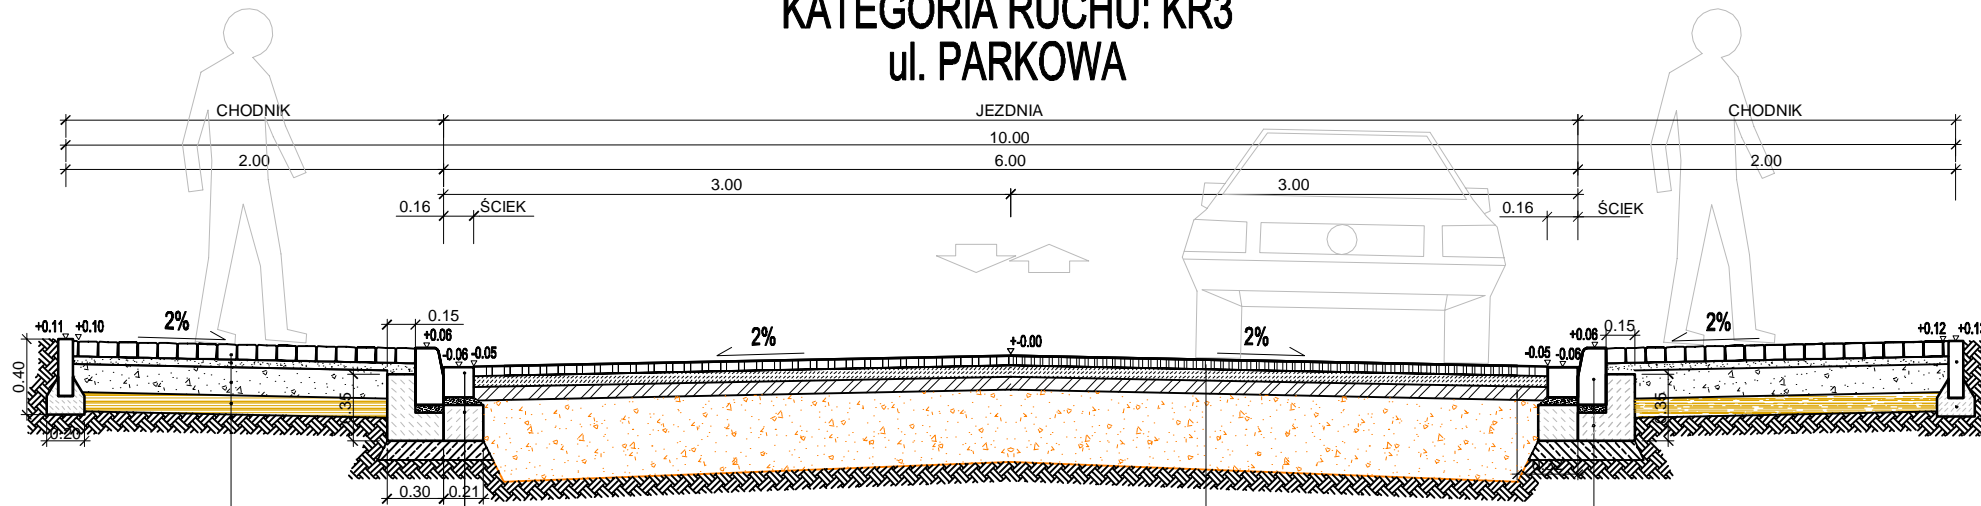 KATEGORIA RUCHU: KR3
ul. PARKOWA
CHODNIK JEZDNIA CHODNIK
10.00
2.00 6.00 2.00
3.00 3.00
0.16 ŚCIEK 0.16 ŚCIEK
+0.11 +0.10 2% 0.15 +0.06 -0.06 -0.05 2% +-0.00 2% -0.05 -0.06 +0.06 0.15 2% +0.12 +0.13
0.40 .35 .35
0.20
0.30 0.21